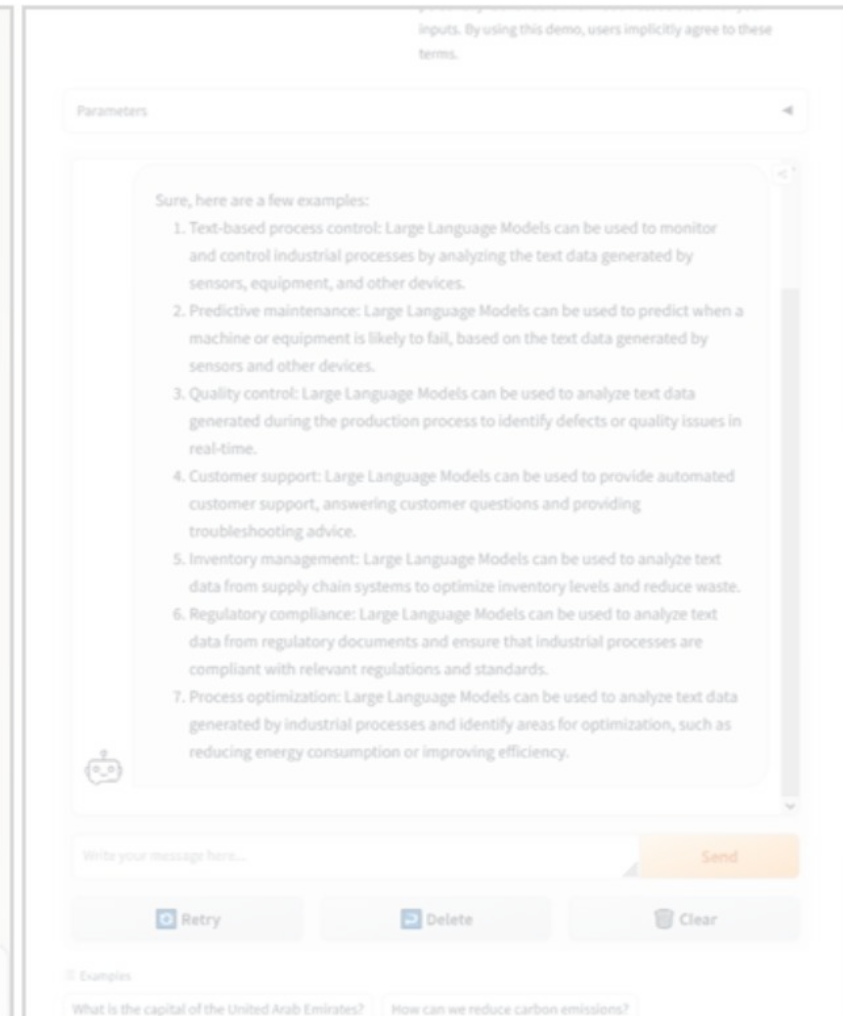 inputs. By using this demo, users implicitly agree to these
terms.
Parameters
Sure, here are a few examples:
1. Text-based process control: Large Language Models can be used to monitor
and control industrial processes by analyzing the text data generated by
sensors, equipment, and other devices.
2. Predictive maintenance: Large Language Models can be used to predict when a
machine or equipment is likely to fail, based on the text data generated by
sensors and other devices.
3. Quality control: Large Language Models can be used to analyze text data
generated during the production process to identify defects or quality issues in
real-time.
4. Customer support: Large Language Models can be used to provide automated
customer support, answering customer questions and providing
troubleshooting advice.
5. Inventory management: Large Language Models can be used to analyze text
data from supply chain systems to optimize inventory levels and reduce waste.
6. Regulatory compliance: Large Language Models can be used to analyze text
data from regulatory documents and ensure that industrial processes are
compliant with relevant regulations and standards.
7. Process optimization: Large Language Models can be used to analyze text data
generated by industrial processes and identify areas for optimization, such as
reducing energy consumption or improving efficiency.
Write your message here...
Send
Retry
Delete
Clear
Examples
What is the capital of the United Arab Emirates?
How can we reduce carbon emissions?